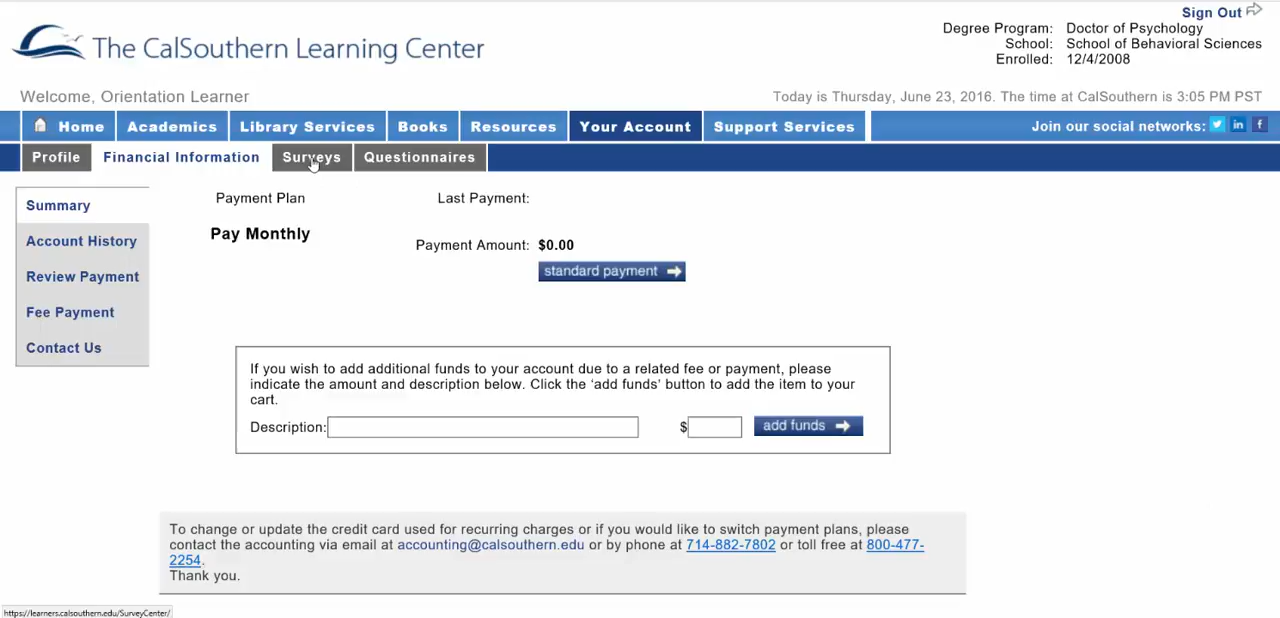 Sign Out
The CalSouthern Learning Center
Degree Program: Doctor of Psychology
School: School of Behavioral Sciences
Enrolled: 12/4/2008
Welcome, Orientation Learner
Today is Thursday, June 23, 2016. The time at CalSouthern is 3:05 PM PST
Home Academics Library Services Books Resources Your Account Support Services Join our social networks:
Profile Financial Information Surveys Questionnaires
Summary
Account History
Review Payment
Fee Payment
Contact Us
Payment Plan Last Payment:
Pay Monthly
Payment Amount: $0.00
standard payment
If you wish to add additional funds to your account due to a related fee or payment, please
indicate the amount and description below. Click the ‘add funds’ button to add the item to your
cart.
Description: $ add funds
To change or update the credit card used for recurring charges or if you would like to switch payment plans, please
contact the accounting via email at accounting@calsouthern.edu or by phone at 714-882-7802 or toll free at 800-477-
2254.
Thank you.
https://learners.calsouthern.edu/SurveyCenter/